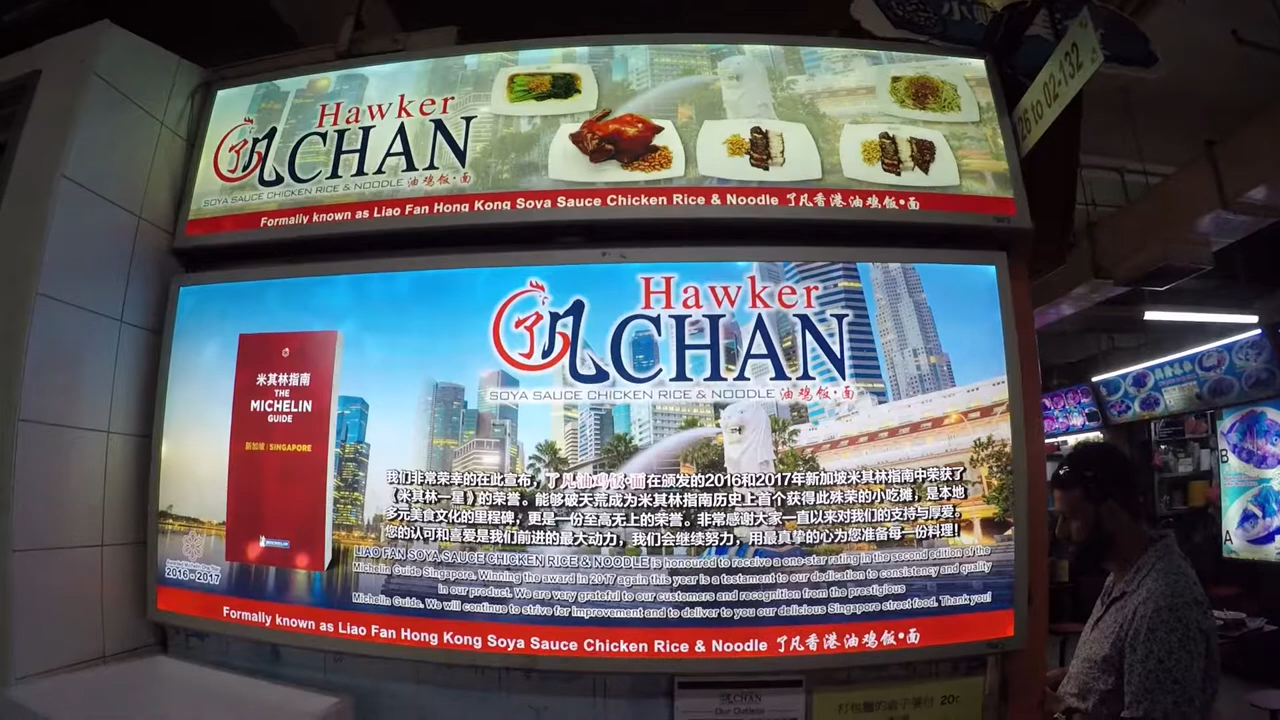 26 to 02-132
Hawker
了凡 CHAN
SOYA SAUCE CHICKEN RICE & NOODLE 油鸡饭·面
Formally known as Liao Fan Hong Kong Soya Sauce Chicken Rice & Noodle 了凡香港油鸡饭•面
Hawker
了凡 CHAN
SOYA SAUCE CHICKEN RICE & NOODLE 油鸡饭·面
米其林指南
THE
MICHELIN
GUIDE
新加坡 | SINGAPORE
MICHELIN
2016 - 2017
我们非常荣幸的在此宣布，了凡油鸡饭·面在颁发的2016和2017年新加坡米其林指南中荣获了
《米其林一星》的荣誉。能够破天荒成为米其林指南历史上首个获得此殊荣的小吃摊，是本地
多元美食文化的里程碑，更是一份至高无上的荣誉。非常感谢大家一直以来对我们的支持与厚爱。
您的认可和喜爱是我们前进的最大动力，我们会继续努力，用最真挚的心为您准备每一份料理！
LIAO FAN SOYA SAUCE CHICKEN RICE & NOODLE is honoured to receive a one-star rating in the second edition of the
Michelin Guide Singapore. Winning the award in 2017 again this year is a testament to our dedication to consistency and quality
in our product. We are very grateful to our customers and recognition from the prestigious
Michelin Guide. We will continue to strive for improvement and to deliver to you our delicious Singapore street food. Thank you!
Formally known as Liao Fan Hong Kong Soya Sauce Chicken Rice & Noodle 了凡香港油鸡饭•面
B
A
CHAN
Our Outlets
20¢